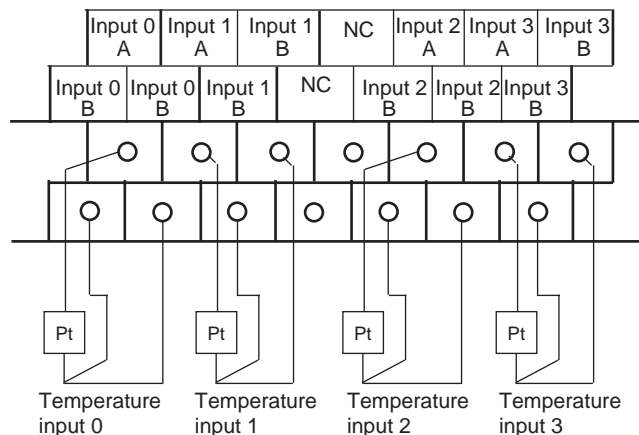 Input 0 Input 1 Input 1 NC Input 2 Input 3 Input 3
A A B A A B
Input 0 Input 0 Input 1 NC Input 2 Input 2 Input 3
B B B B B B
Pt Pt Pt Pt
Temperature Temperature Temperature Temperature
input 0 input 1 input 2 input 3